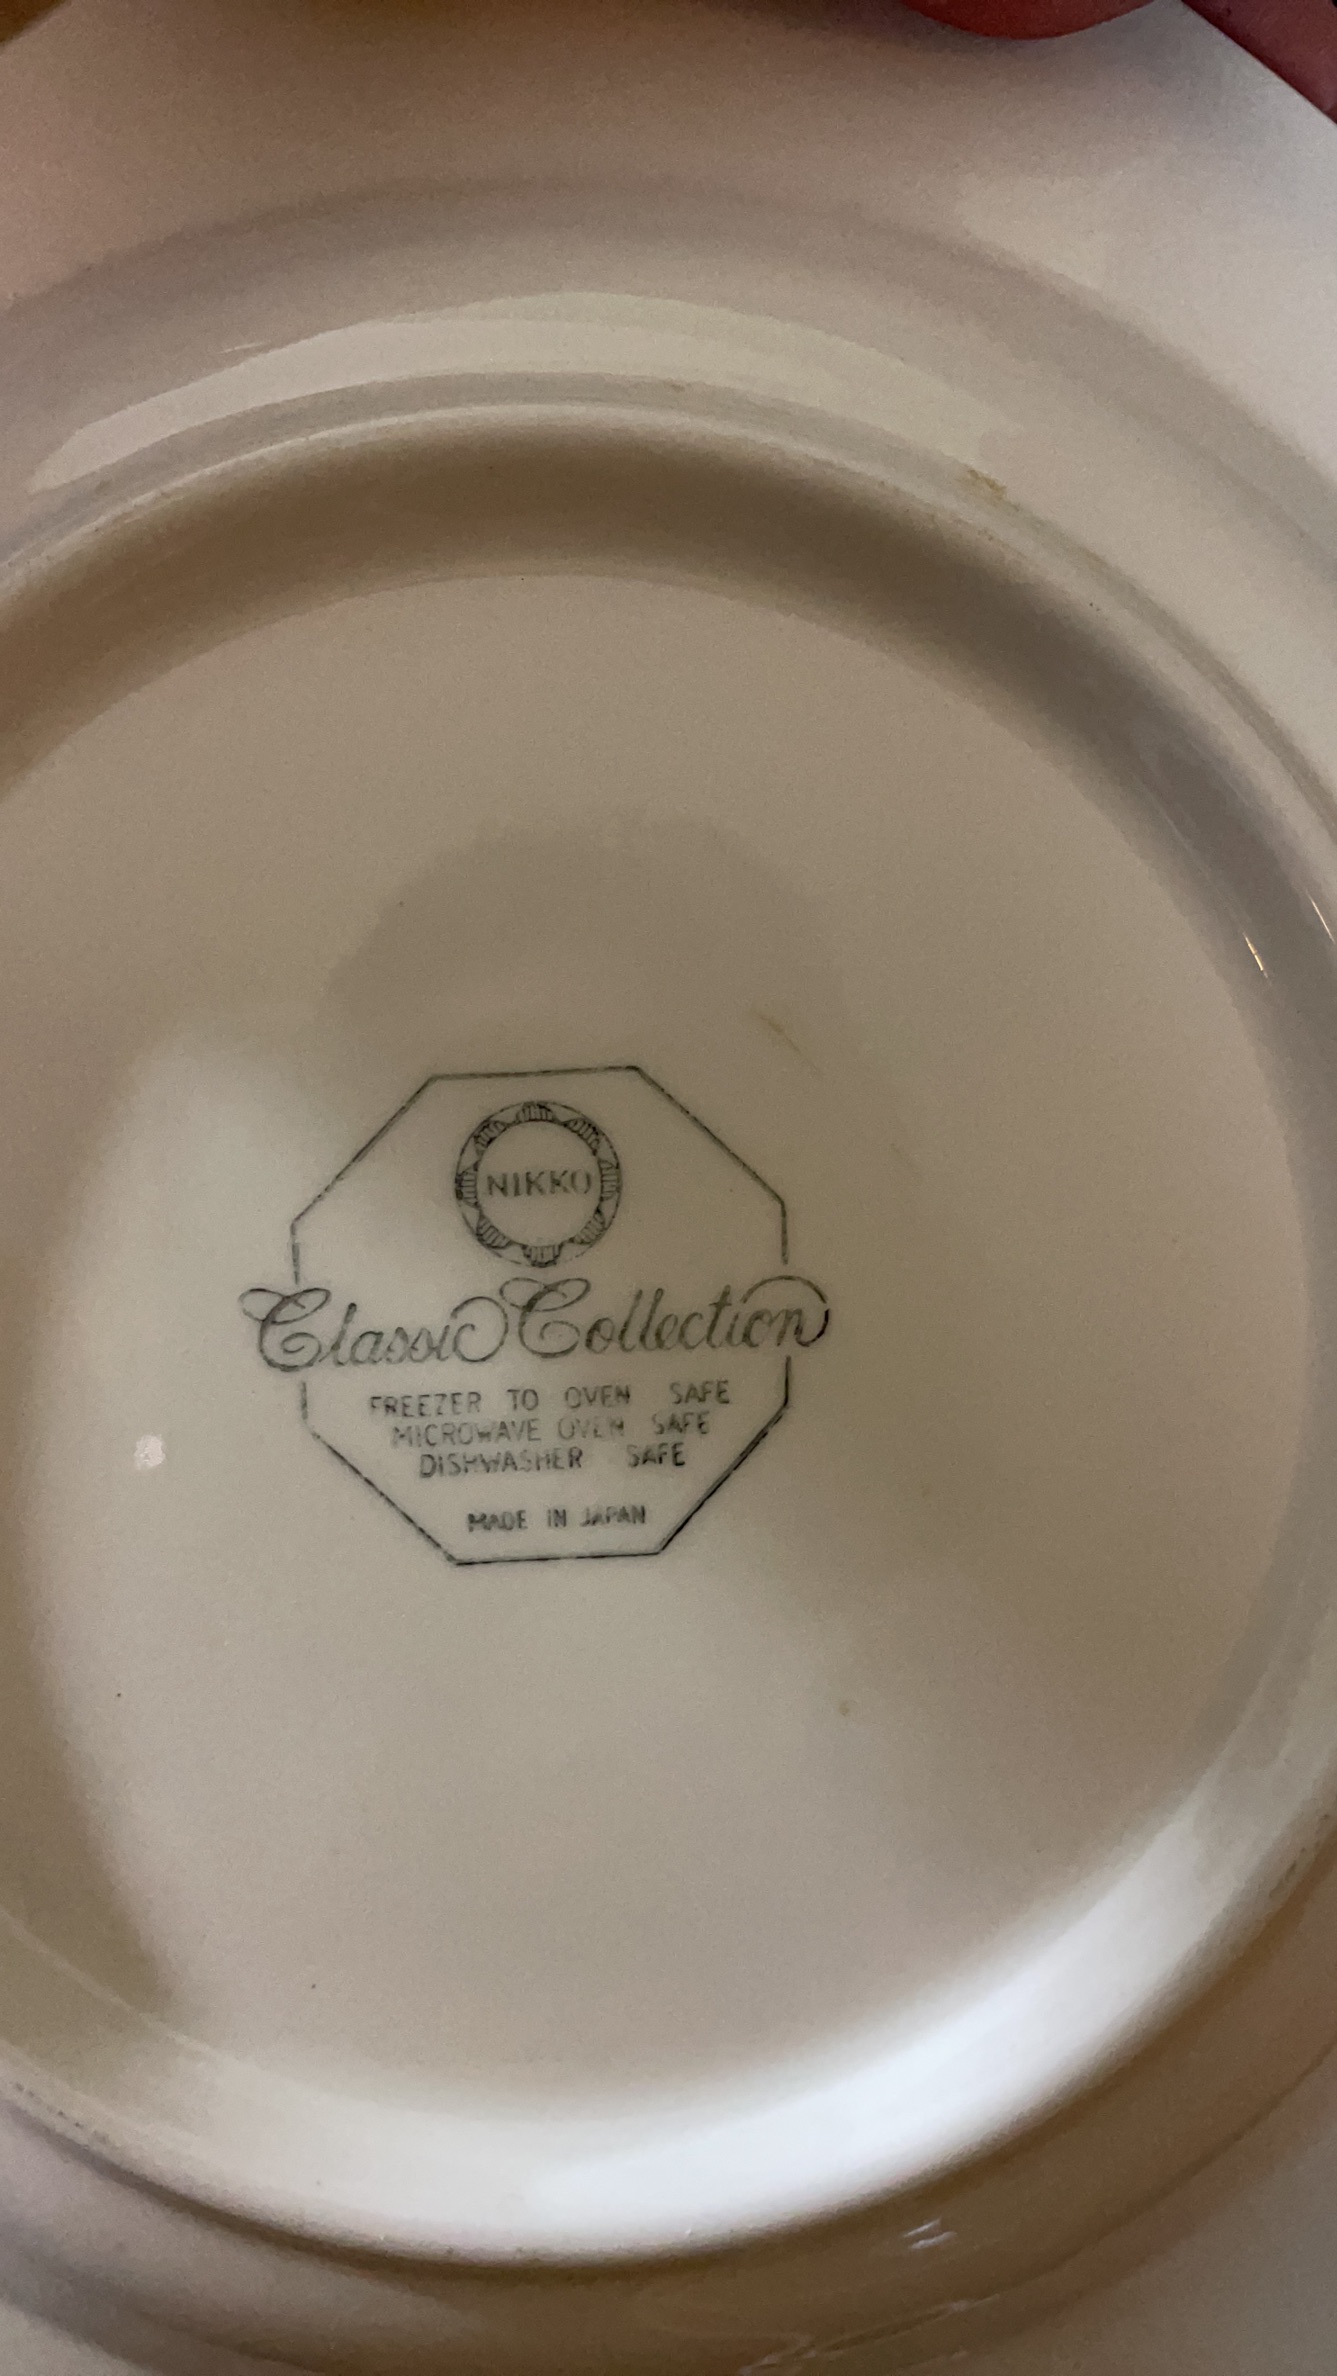 NIKKO
Classic Collection
FREEZER TO OVEN SAFE
MICROWAVE OVEN SAFE
DISHWASHER SAFE
MADE IN JAPAN